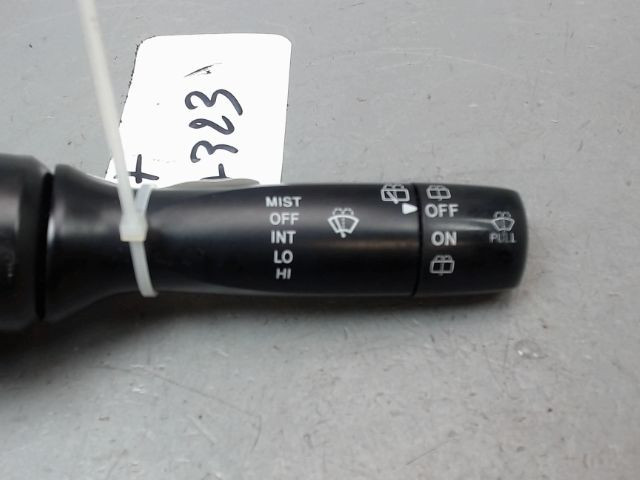 323
MIST
OFF
INT
LO
HI
OFF
ON
PULL